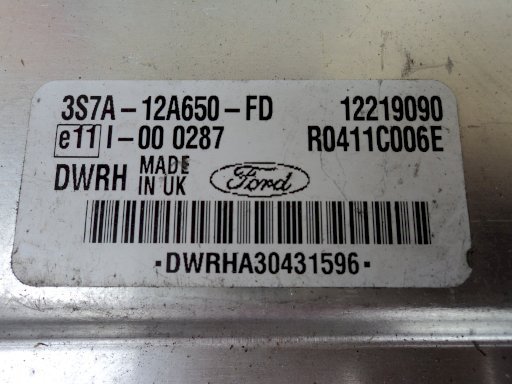 3S7A-12A650-FD 12219090
e11 I-00 0287 R0411C006E
DWRH MADE IN UK Ford
·DWRHA30431596·